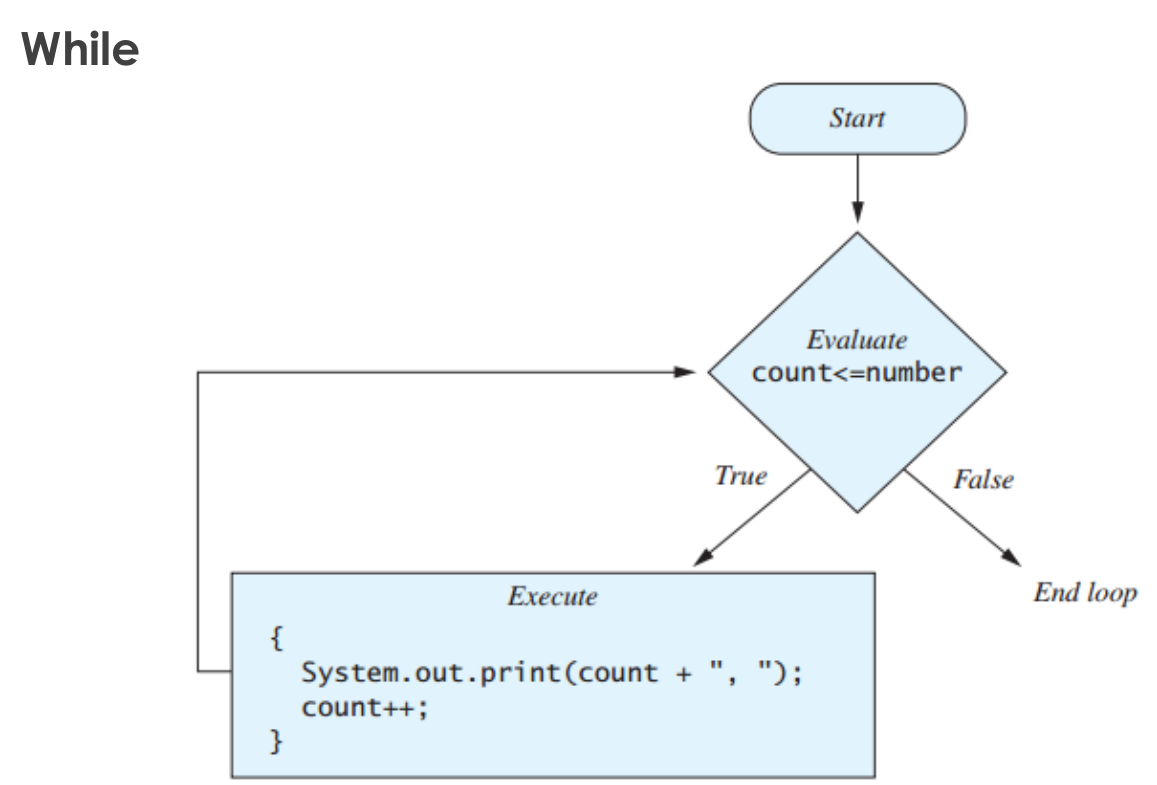 While
Start
Evaluate
count<=number
True
False
End loop
Execute
{
System.out.print(count + ", ");
count++;
}